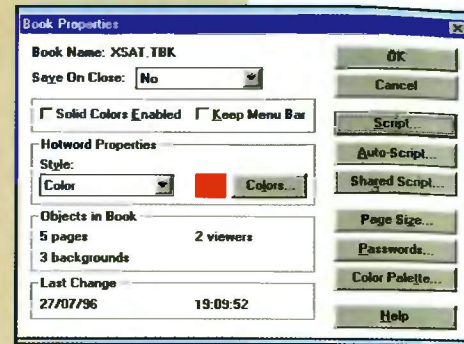 Book Properties
Book Name: XSAT.TBK
Save On Close: No
Solid Colors Enabled Keep Menu Bar
Hotword Properties
Style:
Color Colors...
Objects in Book
5 pages 2 viewers
3 backgrounds
Last Change
27/07/96 19:09:52
OK
Cancel
Script...
Auto-Script...
Shared Script...
Page Size...
Passwords...
Color Palette...
Help